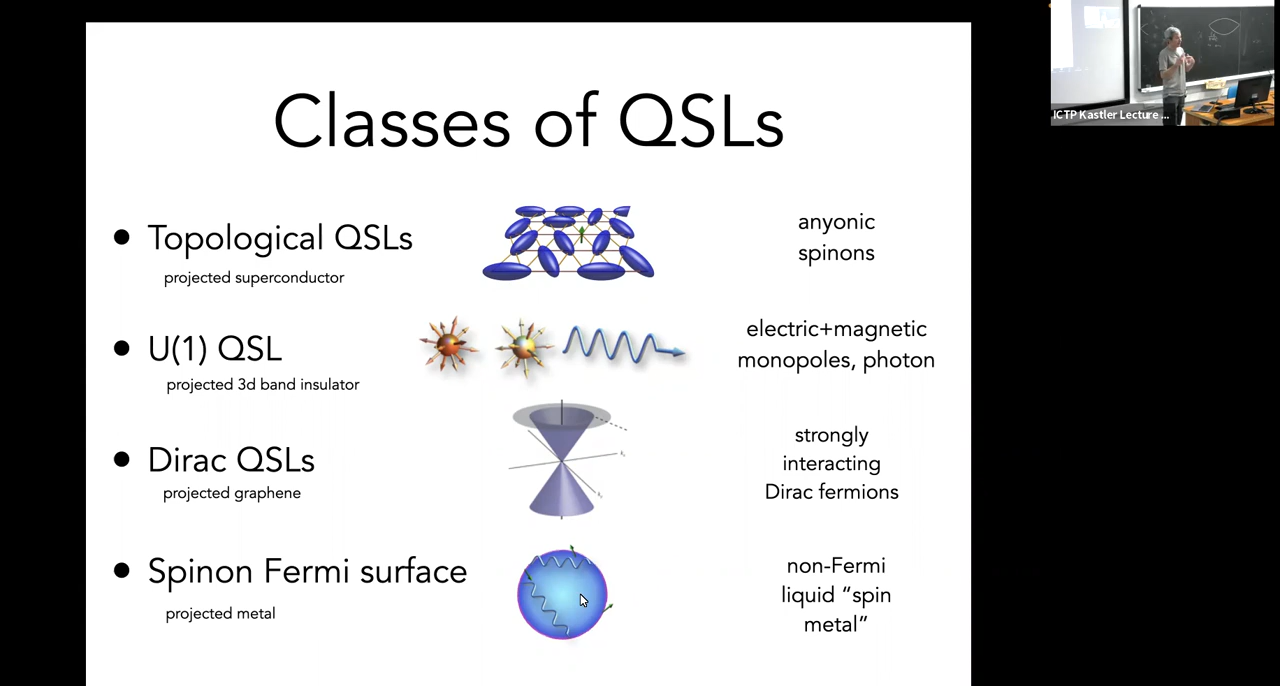 Classes of QSLs
• Topological QSLs
projected superconductor
anyonic
spinons
• U(1) QSL
projected 3d band insulator
electric+magnetic
monopoles, photon
• Dirac QSLs
projected graphene
strongly
interacting
Dirac fermions
• Spinon Fermi surface
projected metal
non-Fermi
liquid “spin
metal”
ICTP Kastler Lecture ...